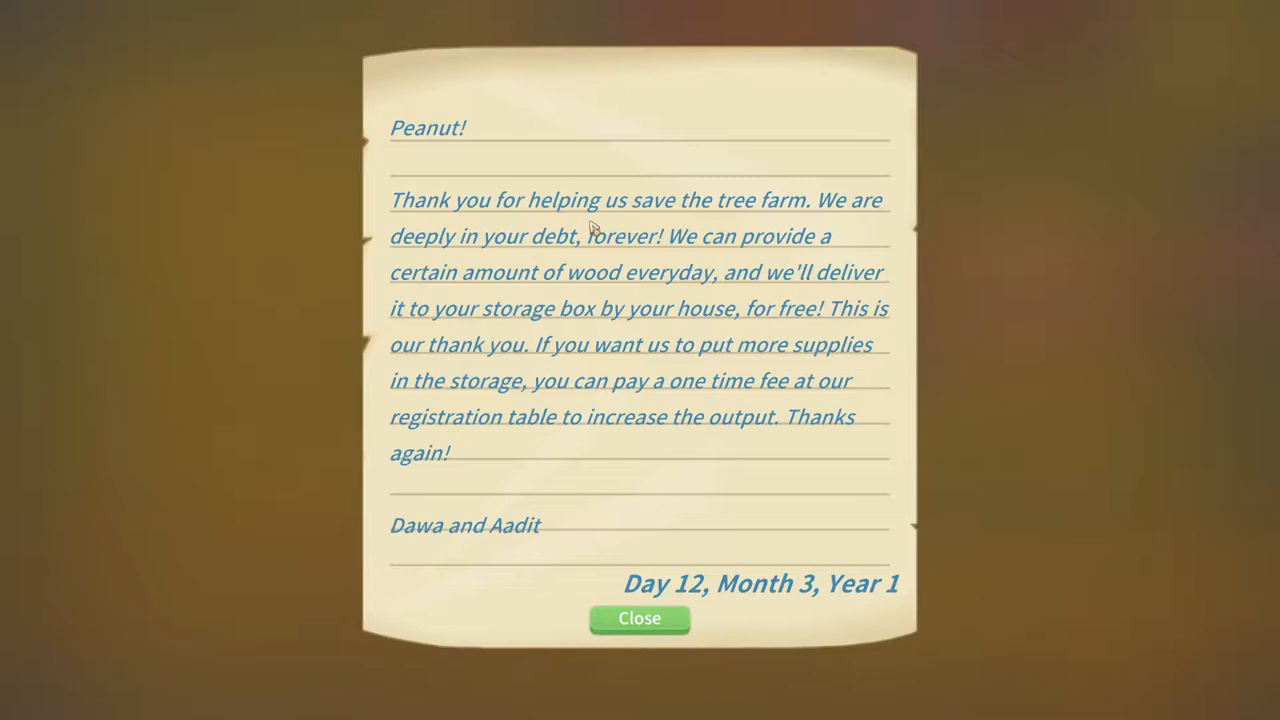 Peanut!
Thank you for helping us save the tree farm. We are
deeply in your debt, forever! We can provide a
certain amount of wood everyday, and we'll deliver
it to your storage box by your house, for free! This is
our thank you. If you want us to put more supplies
in the storage, you can pay a one time fee at our
registration table to increase the output. Thanks
again!
Dawa and Aadit
Day 12, Month 3, Year 1
Close